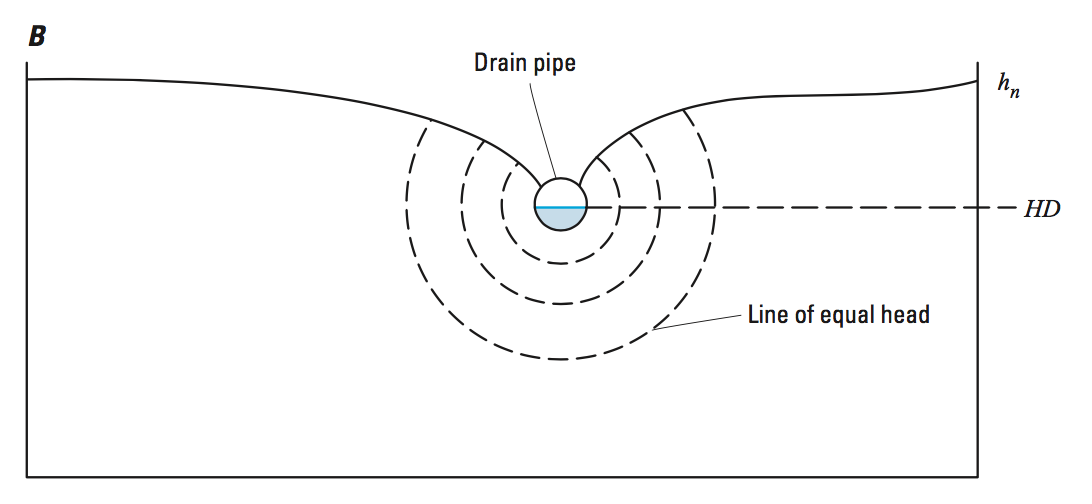 B
Drain pipe
hn
HD
Line of equal head